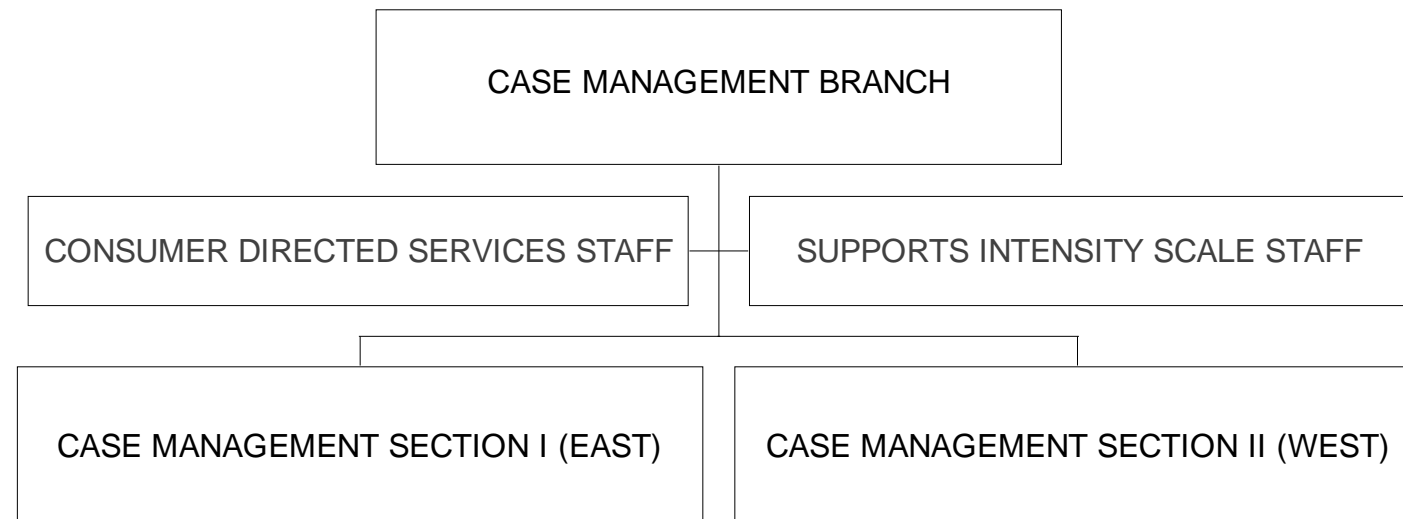 CASE MANAGEMENT BRANCH
CONSUMER DIRECTED SERVICES STAFF
SUPPORTS INTENSITY SCALE STAFF
CASE MANAGEMENT SECTION I (EAST)
CASE MANAGEMENT SECTION II (WEST)